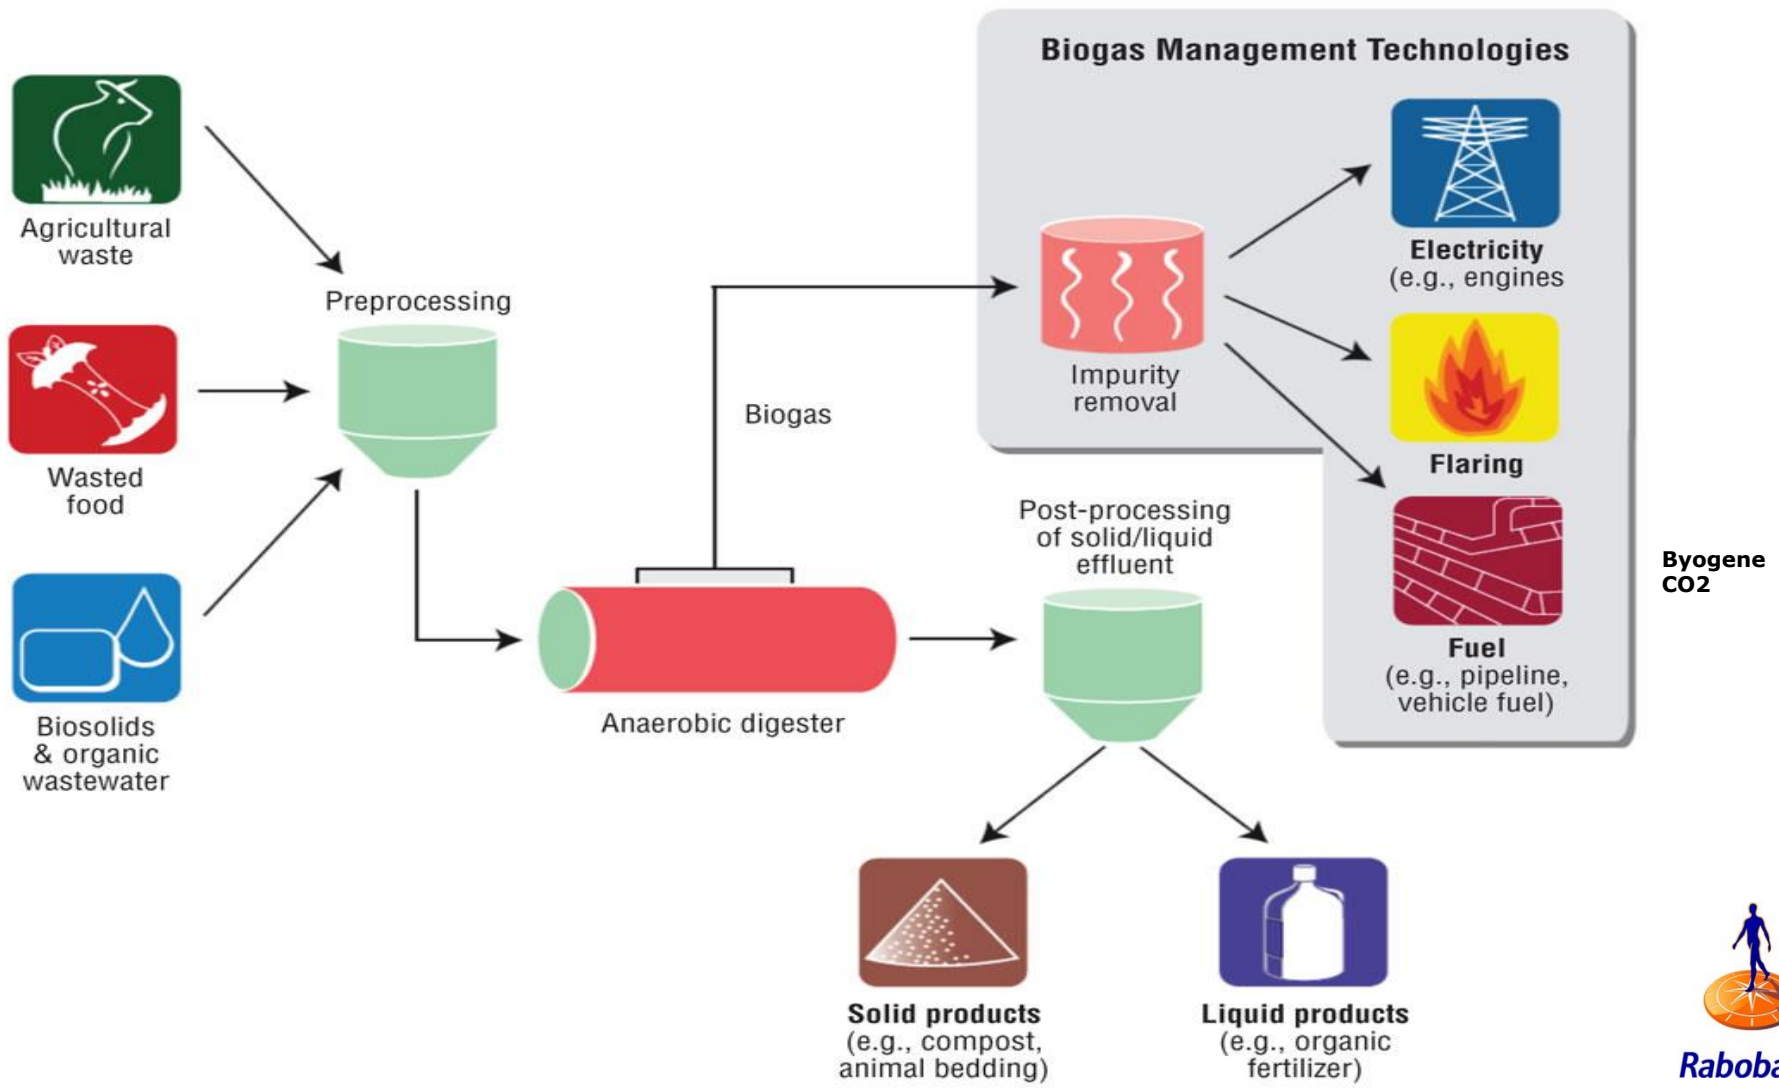 Biogas Management Technologies
Agricultural
waste
Wasted
food
Biosolids
& organic
wastewater
Preprocessing
Biogas
Anaerobic digester
Impurity
removal
Electricity
(e.g., engines
Flaring
Fuel
(e.g., pipeline,
vehicle fuel)
Byogene
CO2
Post-processing
of solid/liquid
effluent
Solid products
(e.g., compost,
animal bedding)
Liquid products
(e.g., organic
fertilizer)